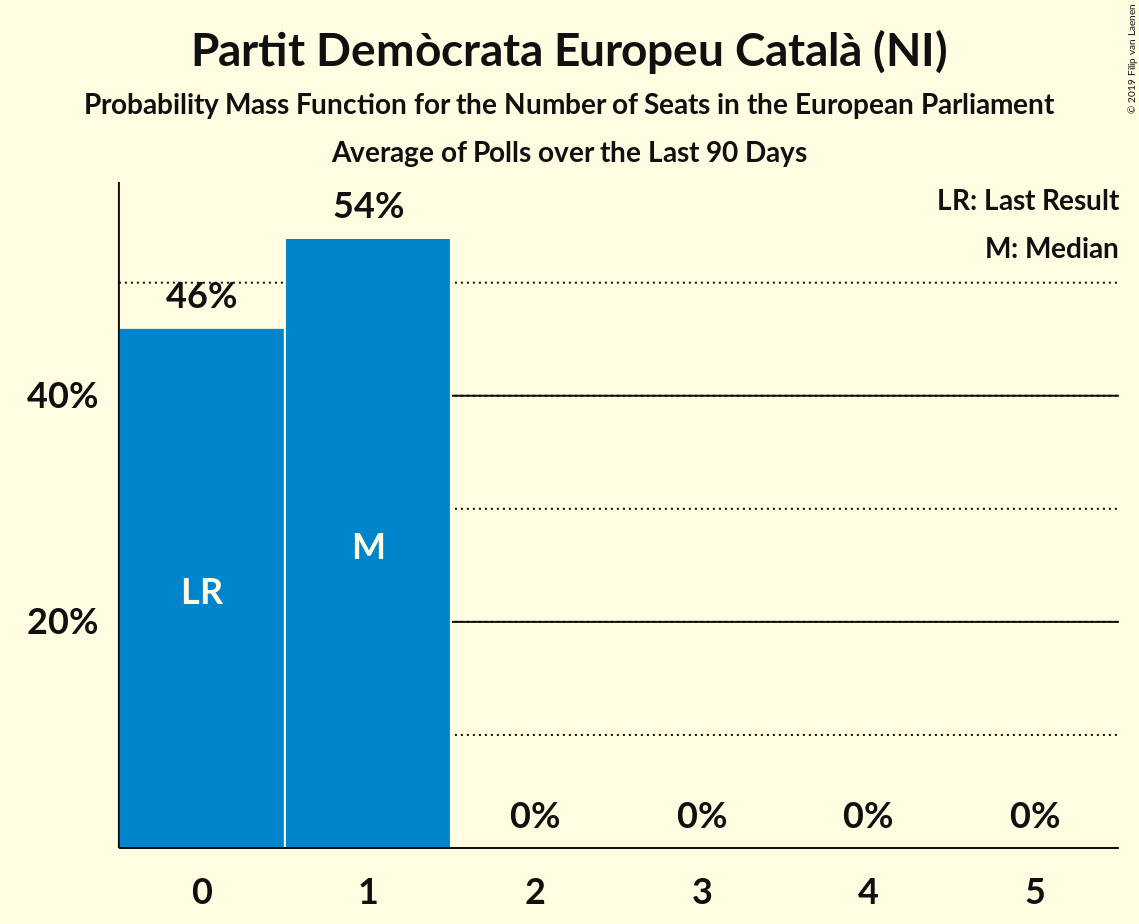 Partit Demòcrata Europeu Català (NI)
Probability Mass Function for the Number of Seats in the European Parliament
Average of Polls over the Last 90 Days
© 2019 Filip van Laenen
LR: Last Result
M: Median
54%
46%
40%
20%
M
LR
0% 0% 0% 0%
0 1 2 3 4 5